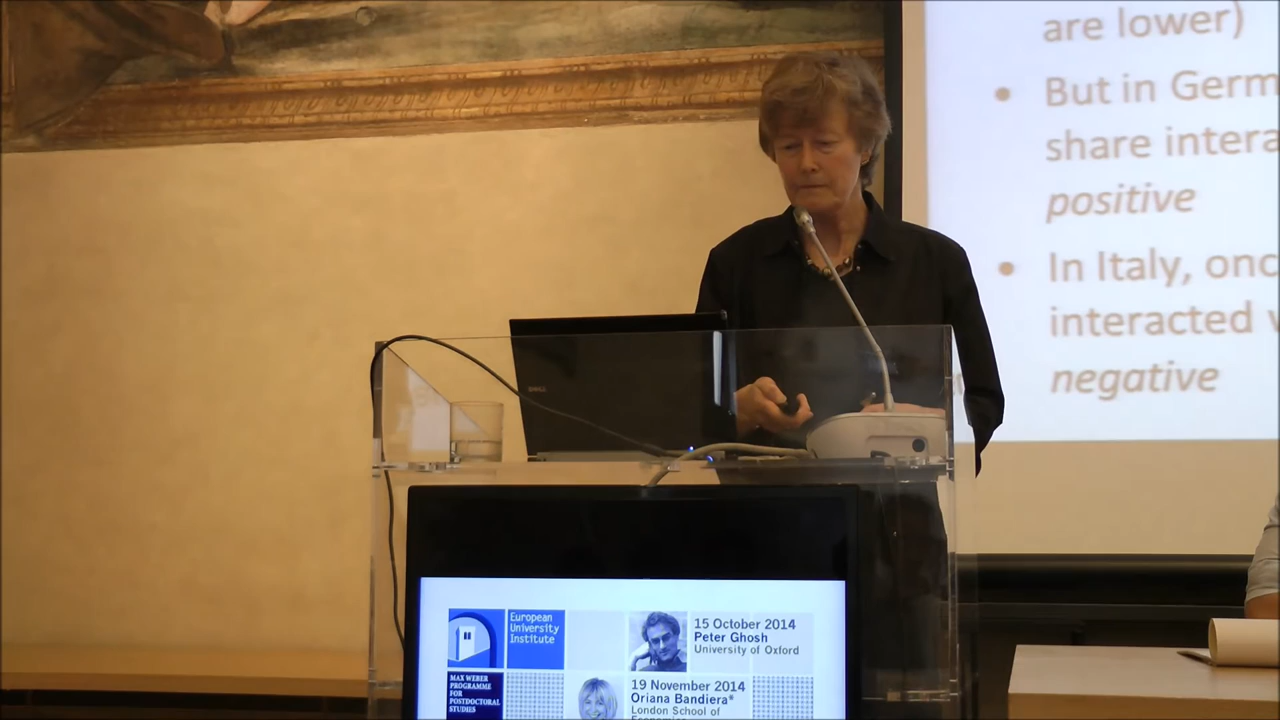 are lower)
• But in Germ
share intera
positive
• In Italy, onc
interacted
negative
DELL
European
University
Institute
15 October 2014
Peter Ghosh
University of Oxford
MAX WEBER
PROGRAMME
FOR
POSTDOCTORAL
STUDIES
19 November 2014
Oriana Bandiera*
London School of